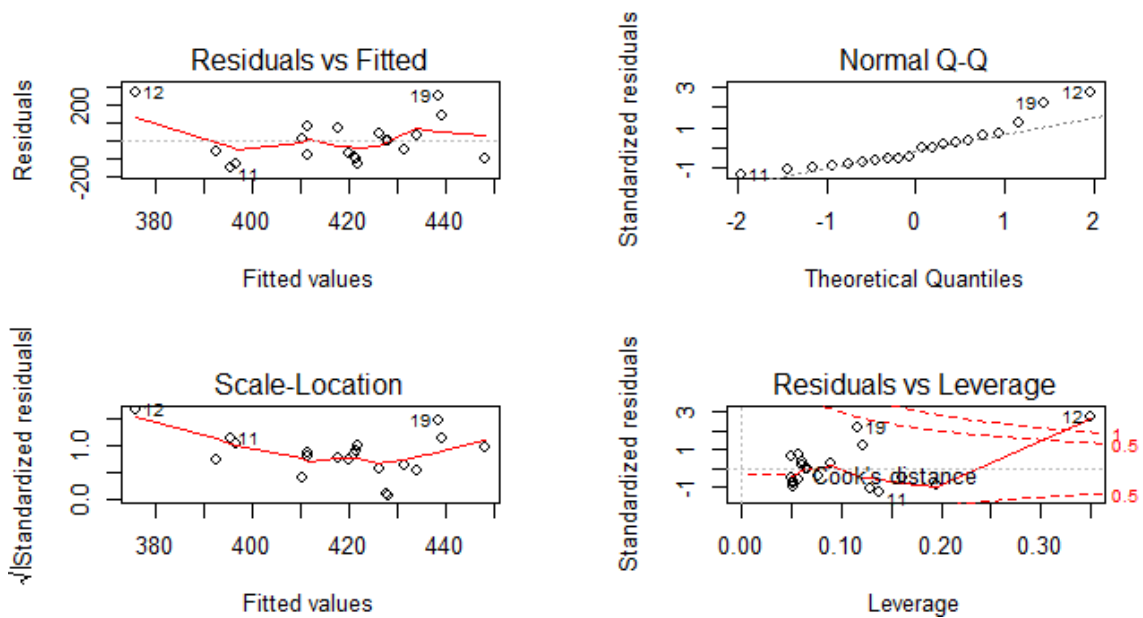 Residuals vs Fitted
Residuals
200
-200
12
19
11
380 400 420 440
Fitted values
Normal Q-Q
Standardized residuals
3
1
-1
19
12
11
-2 -1 0 1 2
Theoretical Quantiles
Scale-Location
√|Standardized residuals|
1.0
0.0
12
11
19
380 400 420 440
Fitted values
Residuals vs Leverage
Standardized residuals
3
1
-1
19
12
11
Cook's distance
1
0.5
0.5
0.00 0.10 0.20 0.30
Leverage